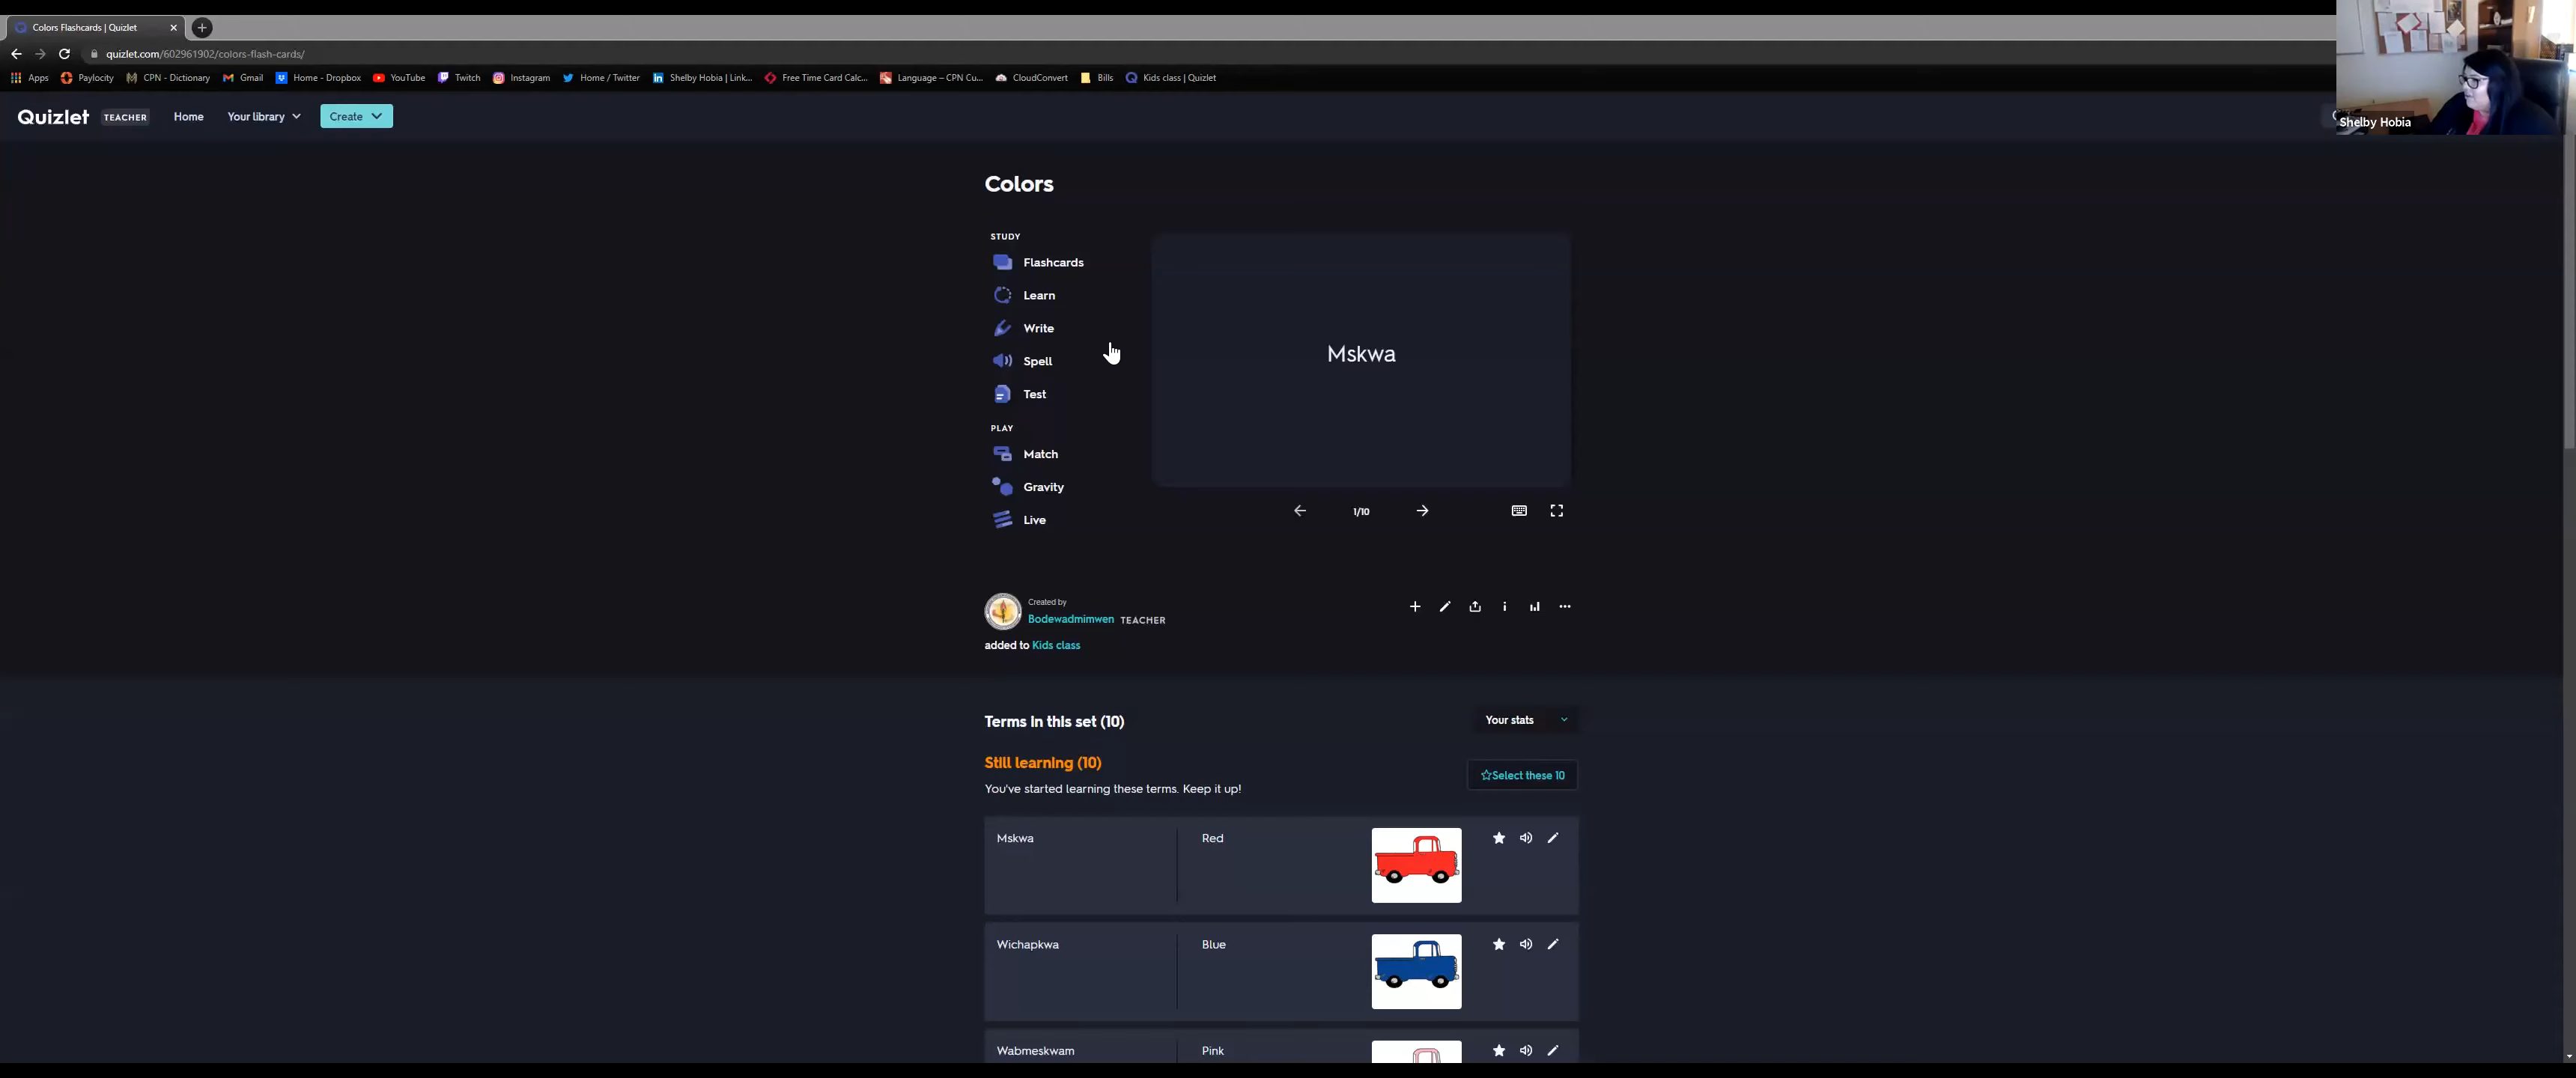 Colors Flashcards | Quizlet
quizlet.com/602961902/colors-flash-cards/
Apps Paylocity CPN - Dictionary Gmail Home - Dropbox YouTube Twitch Instagram Home / Twitter Shelby Hobia | Link... Free Time Card Calc... Language – CPN Cu... CloudConvert Bills Kids class | Quizlet
Quizlet TEACHER Home Your library Create
Shelby Hobia
Colors
STUDY
Flashcards
Learn
Write
Spell
Test
PLAY
Match
Gravity
Live
Mskwa
1/10
Created by
Bodewadmimwen TEACHER
added to Kids class
Terms in this set (10)
Your stats
Still learning (10)
Select these 10
You've started learning these terms. Keep it up!
Mskwa Red
Wichapkwa Blue
Wabmeskwam Pink